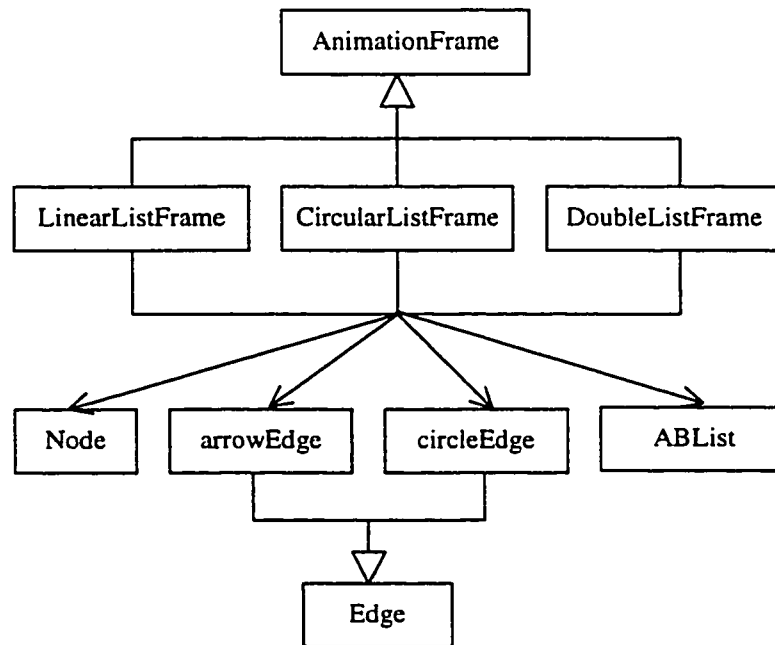 AnimationFrame
LinearListFrame
CircularListFrame
DoubleListFrame
Node
arrowEdge
circleEdge
ABList
Edge